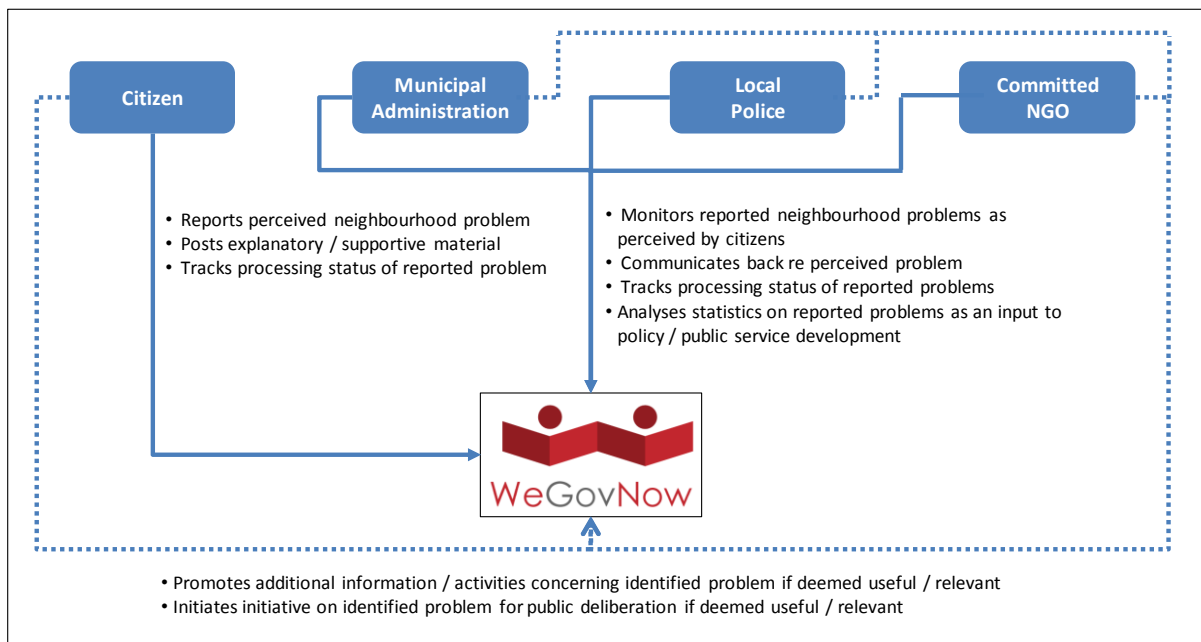 Citizen
Municipal
Administration
Local
Police
Committed
NGO
• Reports perceived neighbourhood problem
• Posts explanatory / supportive material
• Tracks processing status of reported problem
• Monitors reported neighbourhood problems as
perceived by citizens
• Communicates back re perceived problem
• Tracks processing status of reported problems
• Analyses statistics on reported problems as an input to
policy / public service development
WeGovNow
• Promotes additional information / activities concerning identified problem if deemed useful / relevant
• Initiates initiative on identified problem for public deliberation if deemed useful / relevant